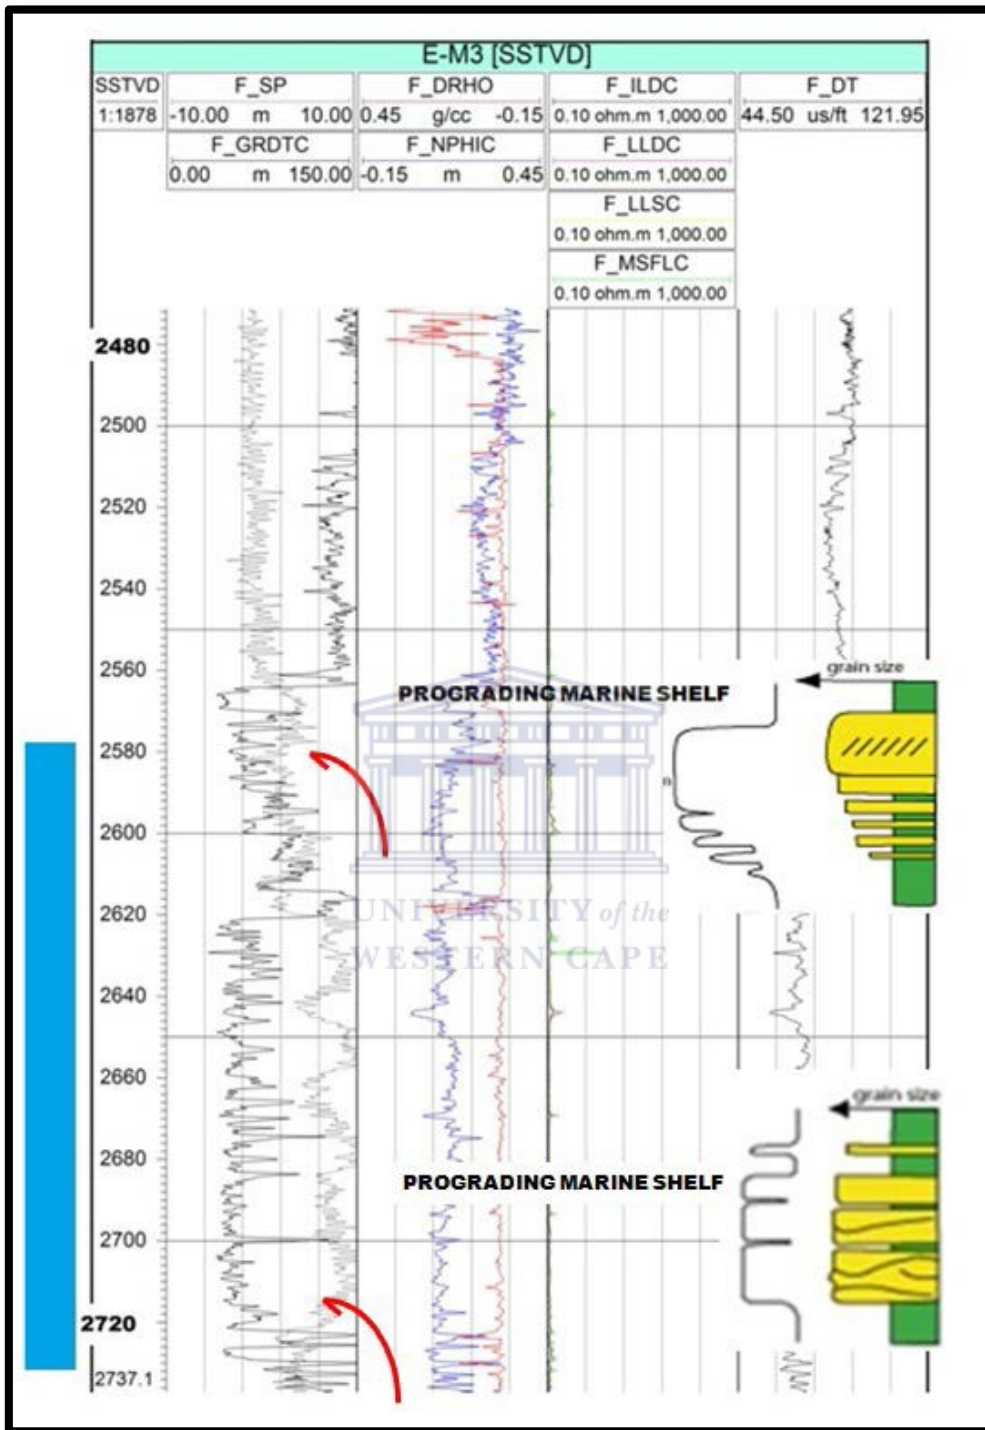 E-M3 [SSTVD]
SSTVD F_SP F_DRHO F_ILDC F_DT
1:1878 -10.00 m 10.00 0.45 g/cc -0.15 0.10 ohm.m 1,000.00 44.50 us/ft 121.95
F_GRDTC F_NPHIC F_LLDC
0.00 m 150.00 -0.15 m 0.45 0.10 ohm.m 1,000.00
F_LLSC
0.10 ohm.m 1,000.00
F_MSFLC
0.10 ohm.m 1,000.00
2480
2500
2520
2540
2560
grain size
PROGRADING MARINE SHELF
2580
2600
2620
UNIVERSITY of the
WESTERN CAPE
2640
2660
grain size
2680
PROGRADING MARINE SHELF
2700
2720
2737.1